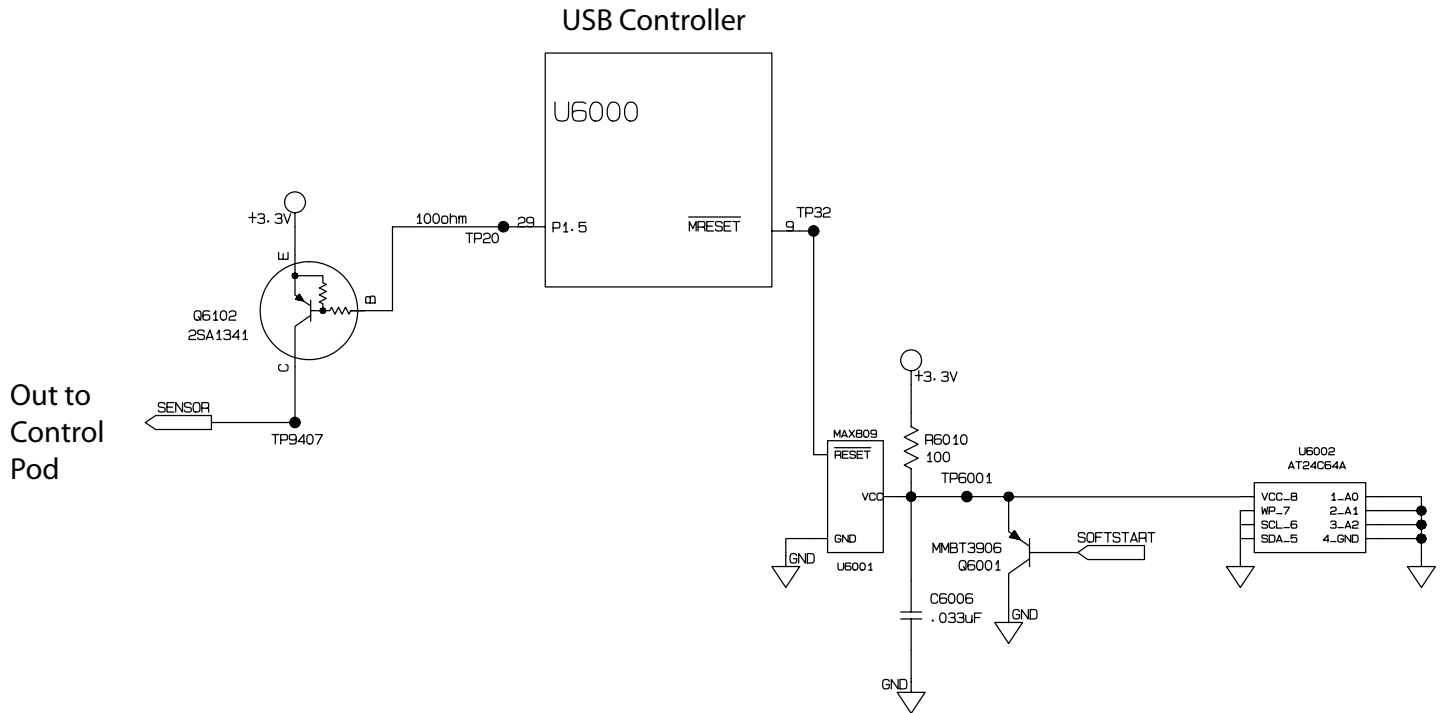 USB Controller
U6000
+3.3V
100ohm
TP20
29
P1.5
MRESET
9
TP32
E
B
Q6102
2SA1341
C
Out to
Control
Pod
SENSOR
TP9407
+3.3V
MAX809
RESET
R6010
100
VCC
TP6001
GND
GND
U6001
MMBT3906
Q6001
SOFTSTART
C6006
.033uF
GND
GND
U6002
AT24C64A
VCC_8
1_A0
WP_7
2_A1
SCL_6
3_A2
SDA_5
4_GND